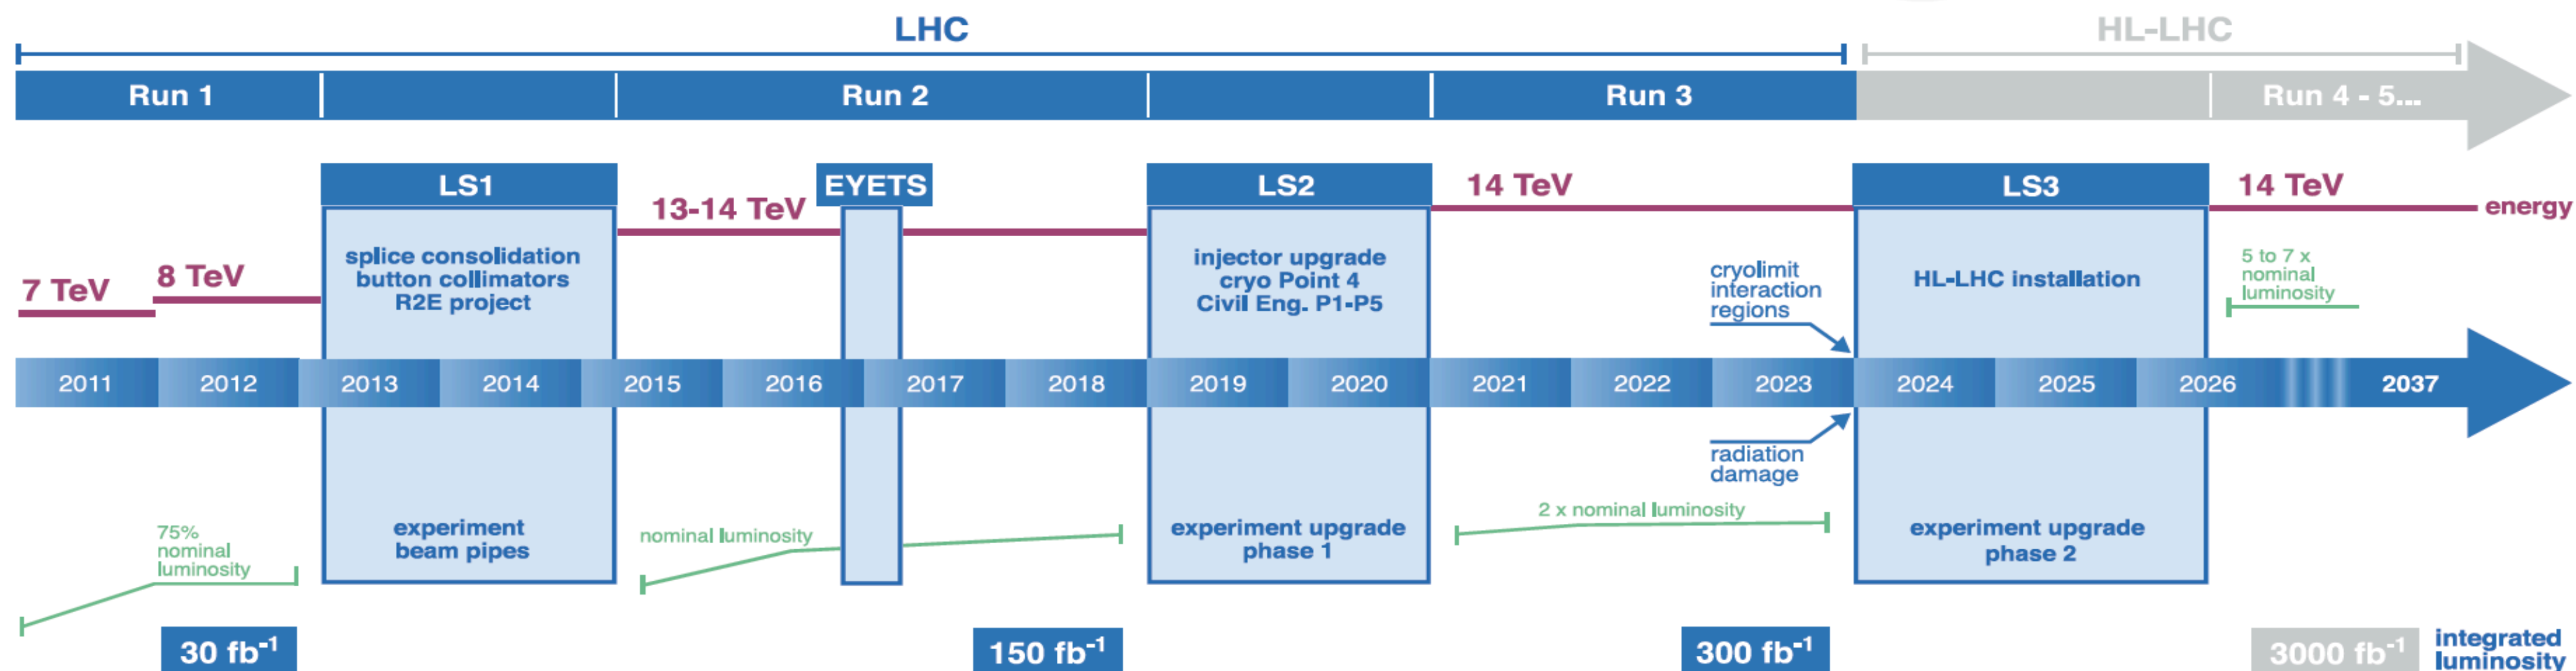 LHC
HL-LHC
Run 1
Run 2
Run 3
Run 4 - 5...
LS1
EYETS
LS2
14 TeV
LS3
14 TeV
energy
13-14 TeV
7 TeV
8 TeV
splice consolidation
button collimators
R2E project
injector upgrade
cryo Point 4
Civil Eng. P1-P5
cryolimit
interaction
regions
HL-LHC installation
5 to 7 x
nominal
luminosity
2011
2012
2013
2014
2015
2016
2017
2018
2019
2020
2021
2022
2023
2024
2025
2026
2037
radiation
damage
75%
nominal
luminosity
experiment
beam pipes
nominal luminosity
experiment upgrade
phase 1
2 x nominal luminosity
experiment upgrade
phase 2
30 fb⁻¹
150 fb⁻¹
300 fb⁻¹
3000 fb⁻¹
integrated
luminosity